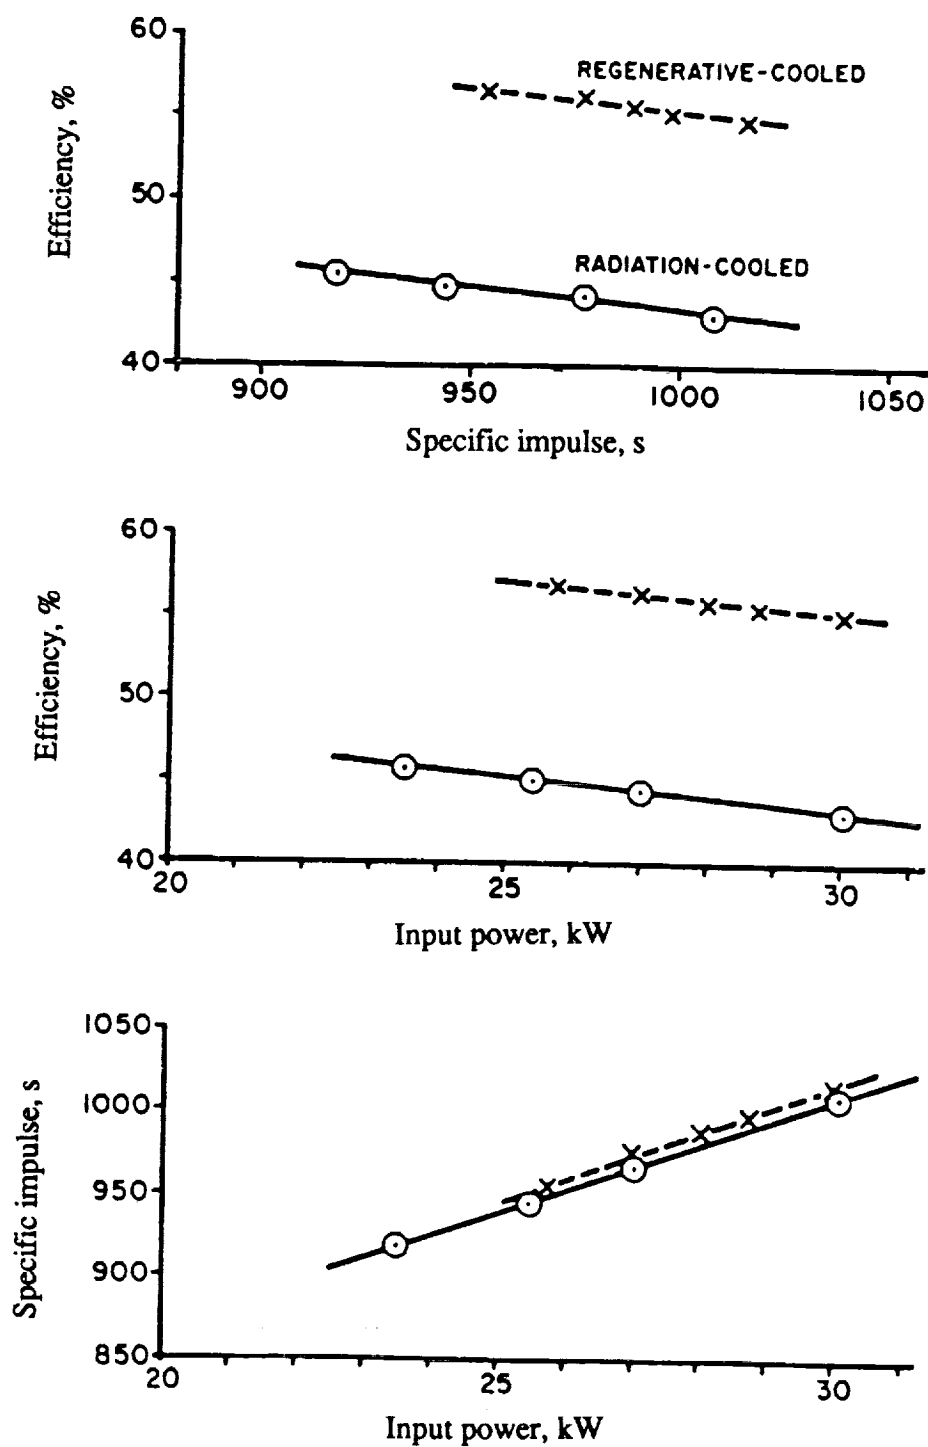 60
REGENERATIVE-COOLED
Efficiency, %
50
RADIATION-COOLED
40
900 950 1000 1050
Specific impulse, s
60
Efficiency, %
50
40
20 25 30
Input power, kW
1050
1000
Specific impulse, s
950
900
850
20 25 30
Input power, kW